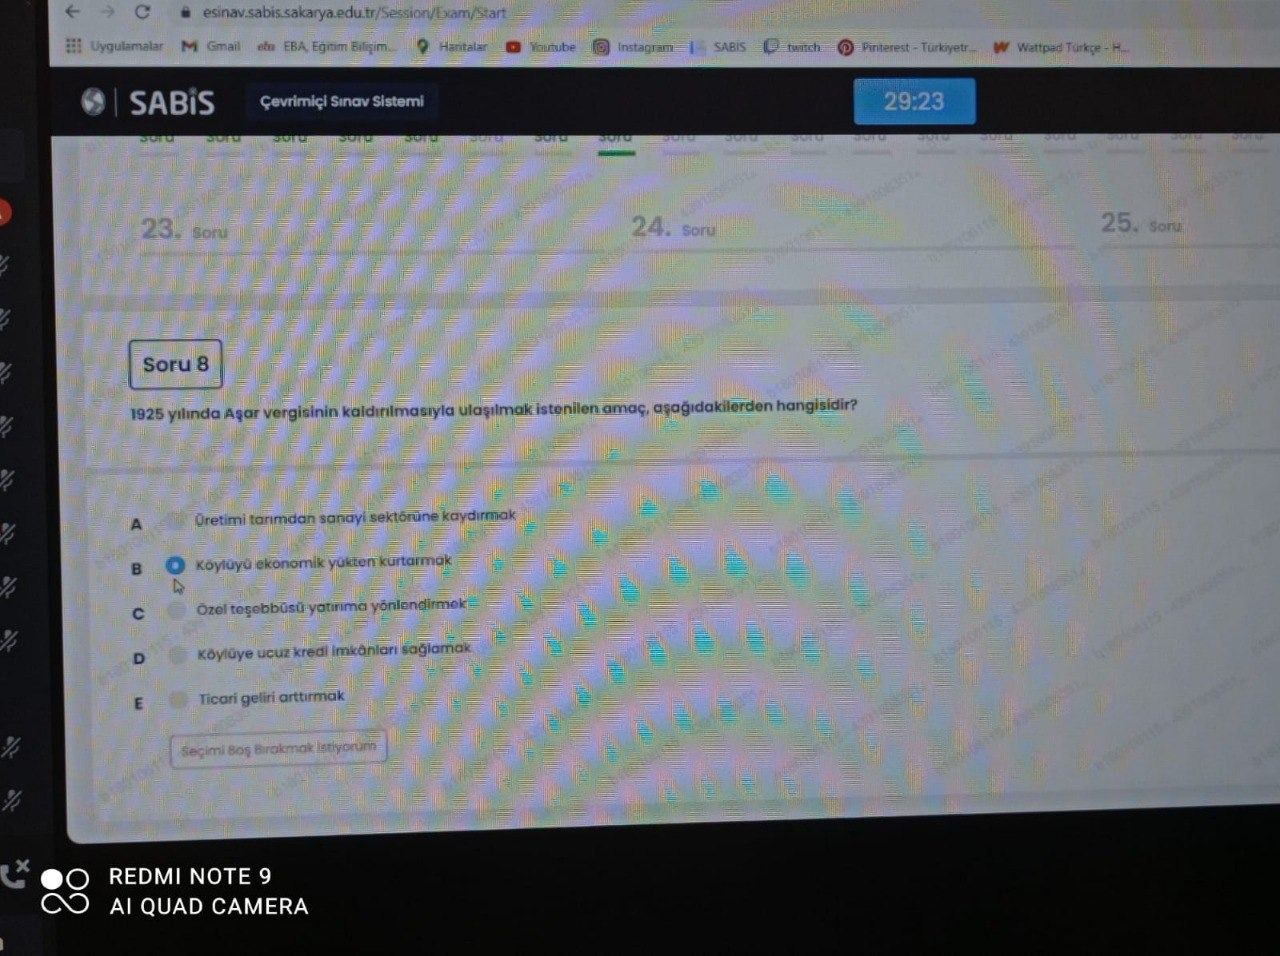 esinav.sabis.sakarya.edu.tr/Session/Exam/Start
Uygulamalar Gmail EBA, Eğitim Bilişim... Haritalar Youtube Instagram SABİS twitch Pinterest - Türkiyetr... Wattpad Türkçe - H...
SABİS Çevrimiçi Sınav Sistemi 29:23
Soru Soru Soru Soru Soru Soru Soru Soru Soru Soru Soru Soru Soru Soru Soru Soru Soru Soru
23. Soru 24. Soru 25. Soru
Soru 8
1925 yılında Aşar vergisinin kaldırılmasıyla ulaşılmak istenilen amaç, aşağıdakilerden hangisidir?
A Üretimi tarımdan sanayi sektörüne kaydırmak
B Köylüyü ekonomik yükten kurtarmak
C Özel teşebbüsü yatırıma yönlendirmek
D Köylüye ucuz kredi imkânları sağlamak
E Ticari geliri arttırmak
Seçimi Boş Bırakmak İstiyorum
REDMI NOTE 9
AI QUAD CAMERA